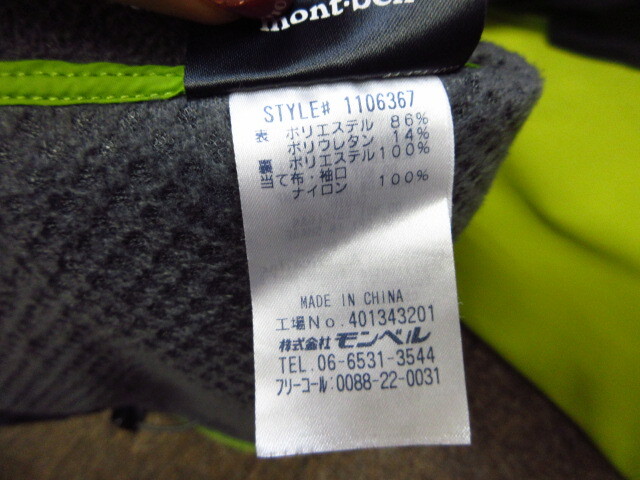 mont-bell
STYLE# 1106367
表 ポリエステル 86%
ポリウレタン 14%
裏 ポリエステル 100%
当て布・袖口
ナイロン 100%
MADE IN CHINA
工場No.401343201
株式会社 モンベル
TEL.06-6531-3544
フリーコール:0088-22-0031